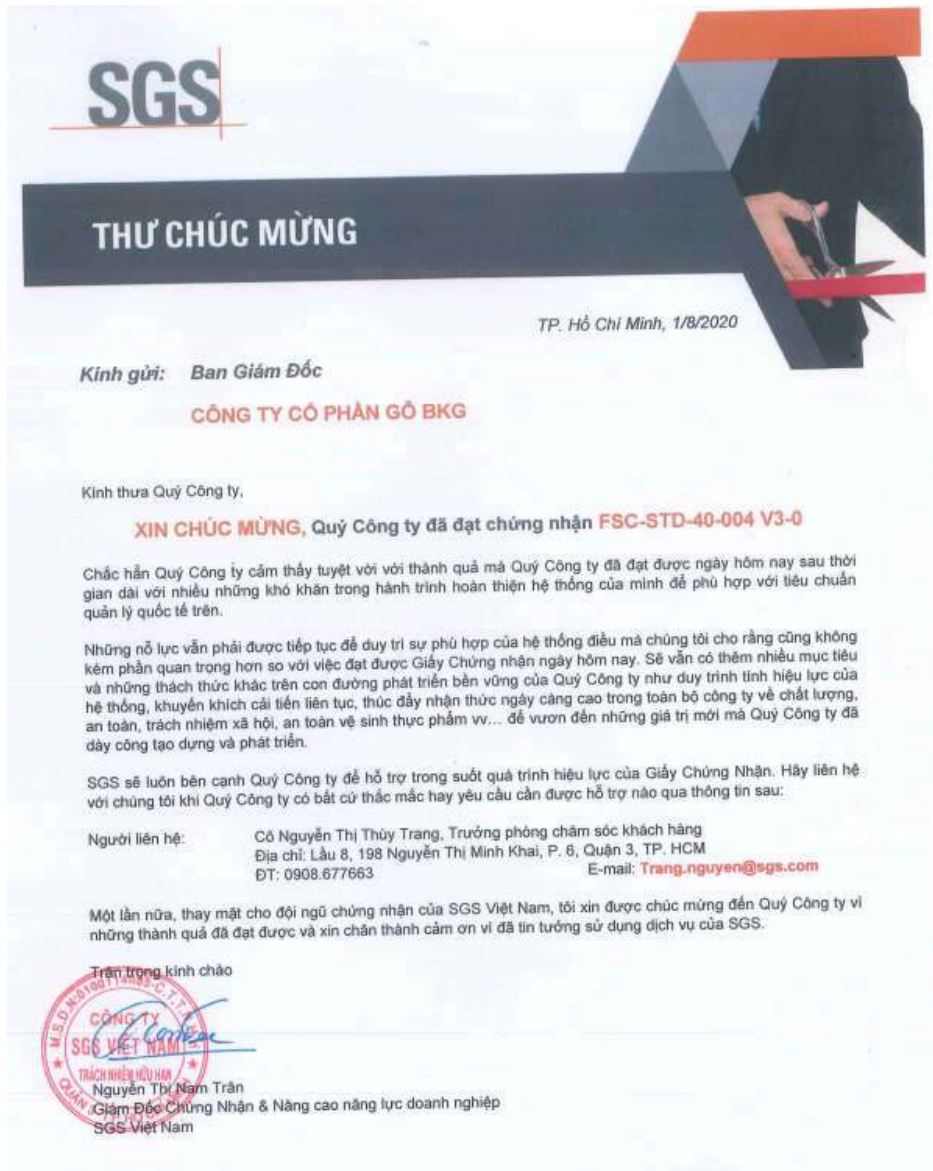 SGS
THƯ CHÚC MỪNG
TP. Hồ Chí Minh, 1/8/2020
Kính gửi: Ban Giám Đốc
CÔNG TY CỔ PHẦN GỖ BKG
Kính thưa Quý Công ty,
XIN CHÚC MỪNG, Quý Công ty đã đạt chứng nhận FSC-STD-40-004 V3-0
Chắc hẳn Quý Công ty cảm thấy tuyệt vời với thành quả mà Quý Công ty đã đạt được ngày hôm nay sau thời
gian dài với nhiều những khó khăn trong hành trình hoàn thiện hệ thống của mình để phù hợp với tiêu chuẩn
quản lý quốc tế trên.
Những nỗ lực vẫn phải được tiếp tục để duy trì sự phù hợp của hệ thống điều mà chúng tôi cho rằng cũng không
kém phần quan trọng hơn so với việc đạt được Giấy Chứng nhận ngày hôm nay. Sẽ vẫn có thêm nhiều mục tiêu
và những thách thức khác trên con đường phát triển bền vững của Quý Công ty như duy trình tính hiệu lực của
hệ thống, khuyến khích cải tiến liên tục, thúc đẩy nhận thức ngày càng cao trong toàn bộ công ty về chất lượng,
an toàn, trách nhiệm xã hội, an toàn vệ sinh thực phẩm vv... để vươn đến những giá trị mới mà Quý Công ty đã
dày công tạo dựng và phát triển.
SGS sẽ luôn bên cạnh Quý Công ty để hỗ trợ trong suốt quá trình hiệu lực của Giấy Chứng Nhận. Hãy liên hệ
với chúng tôi khi Quý Công ty có bất cứ thắc mắc hay yêu cầu cần được hỗ trợ nào qua thông tin sau:
Người liên hệ: Cô Nguyễn Thị Thùy Trang, Trưởng phòng chăm sóc khách hàng
Địa chỉ: Lầu 8, 198 Nguyễn Thị Minh Khai, P. 6, Quận 3, TP. HCM
ĐT: 0908.677663 E-mail: Trang.nguyen@sgs.com
Một lần nữa, thay mặt cho đội ngũ chứng nhận của SGS Việt Nam, tôi xin được chúc mừng đến Quý Công ty vì
những thành quả đã đạt được và xin chân thành cảm ơn vì đã tin tưởng sử dụng dịch vụ của SGS.
Trân trọng kính chào
CÔNG TY
SGS VIỆT NAM
TRÁCH NHIỆM HỮU HẠN
Nguyễn Thị Nam Trân
Giám Đốc Chứng Nhận & Nâng cao năng lực doanh nghiệp
SGS Việt Nam